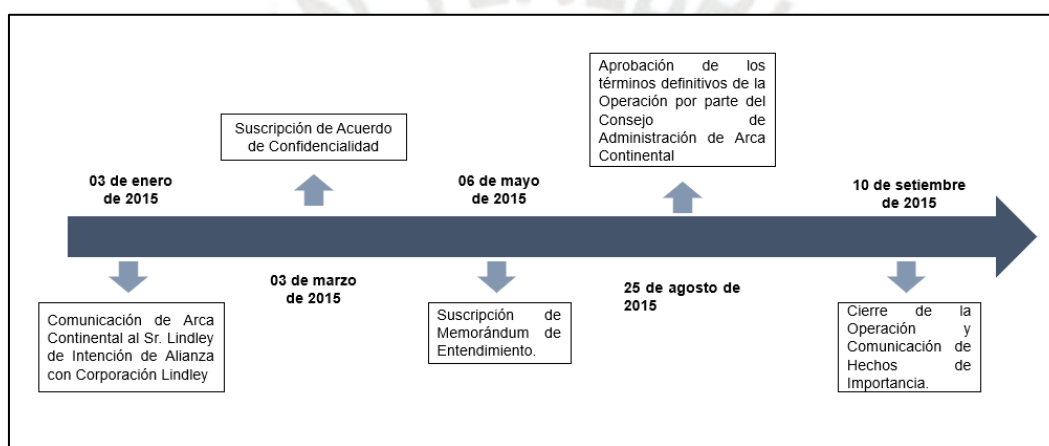 03 de enero
de 2015
Comunicación de Arca
Continental al Sr. Lindley
de Intención de Alianza
con Corporación Lindley
Suscripción de Acuerdo
de Confidencialidad
03 de marzo
de 2015
06 de mayo
de 2015
Suscripción de
Memorándum de
Entendimiento.
Aprobación de los
términos definitivos de la
Operación por parte del
Consejo de
Administración de Arca
Continental
25 de agosto de
2015
10 de setiembre
de 2015
Cierre de la
Operación y
Comunicación de
Hechos de
Importancia.